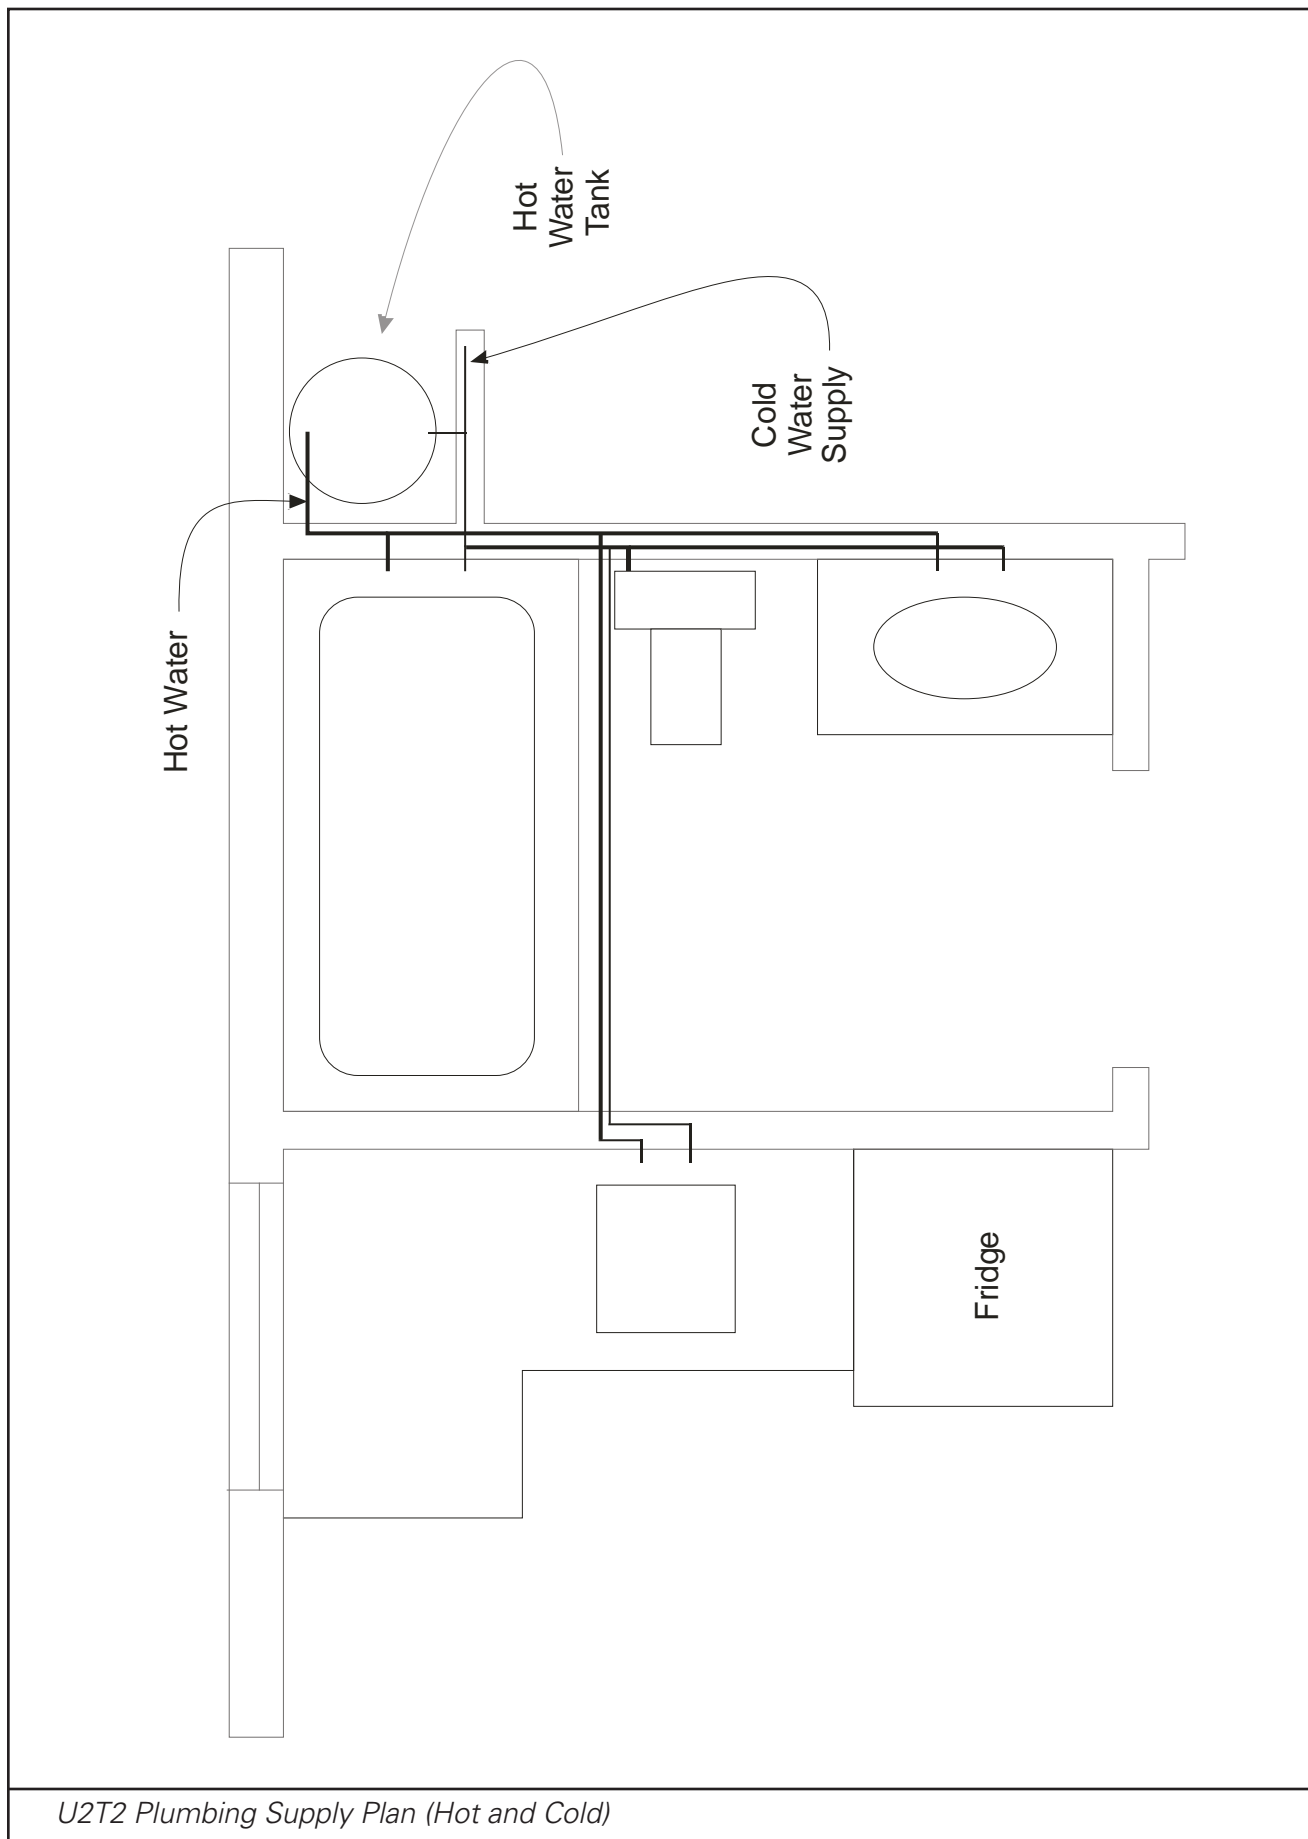 Hot
Water
Tank
Cold
Water
Supply
Hot Water
Fridge
U2T2 Plumbing Supply Plan (Hot and Cold)